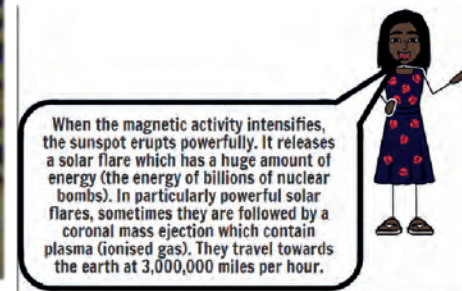 When the magnetic activity intensifies,
the sunspot erupts powerfully. It releases
a solar flare which has a huge amount of
energy (the energy of billions of nuclear
bombs). In particularly powerful solar
flares, sometimes they are followed by a
coronal mass ejection which contain
plasma (ionised gas). They travel towards
the earth at 3,000,000 miles per hour.